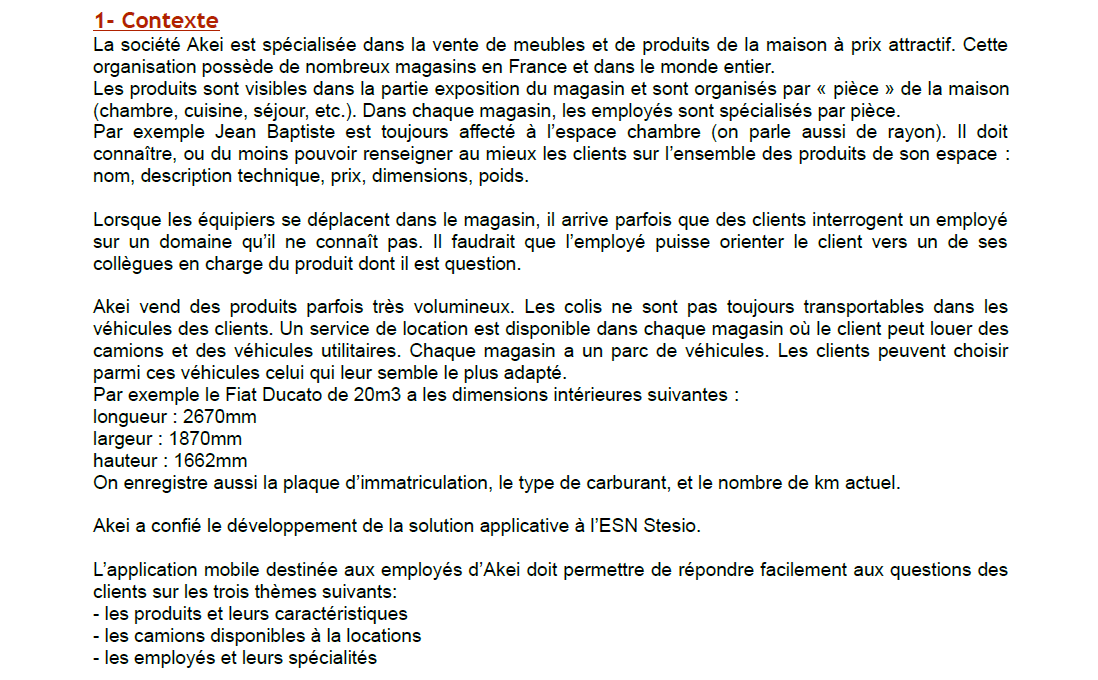 1- Contexte
La société Akei est spécialisée dans la vente de meubles et de produits de la maison à prix attractif. Cette
organisation possède de nombreux magasins en France et dans le monde entier.
Les produits sont visibles dans la partie exposition du magasin et sont organisés par « pièce » de la maison
(chambre, cuisine, séjour, etc.). Dans chaque magasin, les employés sont spécialisés par pièce.
Par exemple Jean Baptiste est toujours affecté à l’espace chambre (on parle aussi de rayon). Il doit
connaître, ou du moins pouvoir renseigner au mieux les clients sur l’ensemble des produits de son espace :
nom, description technique, prix, dimensions, poids.
Lorsque les équipiers se déplacent dans le magasin, il arrive parfois que des clients interrogent un employé
sur un domaine qu’il ne connaît pas. Il faudrait que l’employé puisse orienter le client vers un de ses
collègues en charge du produit dont il est question.
Akei vend des produits parfois très volumineux. Les colis ne sont pas toujours transportables dans les
véhicules des clients. Un service de location est disponible dans chaque magasin où le client peut louer des
camions et des véhicules utilitaires. Chaque magasin a un parc de véhicules. Les clients peuvent choisir
parmi ces véhicules celui qui leur semble le plus adapté.
Par exemple le Fiat Ducato de 20m3 a les dimensions intérieures suivantes :
longueur : 2670mm
largeur : 1870mm
hauteur : 1662mm
On enregistre aussi la plaque d’immatriculation, le type de carburant, et le nombre de km actuel.
Akei a confié le développement de la solution applicative à l’ESN Stesio.
L’application mobile destinée aux employés d’Akei doit permettre de répondre facilement aux questions des
clients sur les trois thèmes suivants:
- les produits et leurs caractéristiques
- les camions disponibles à la locations
- les employés et leurs spécialités